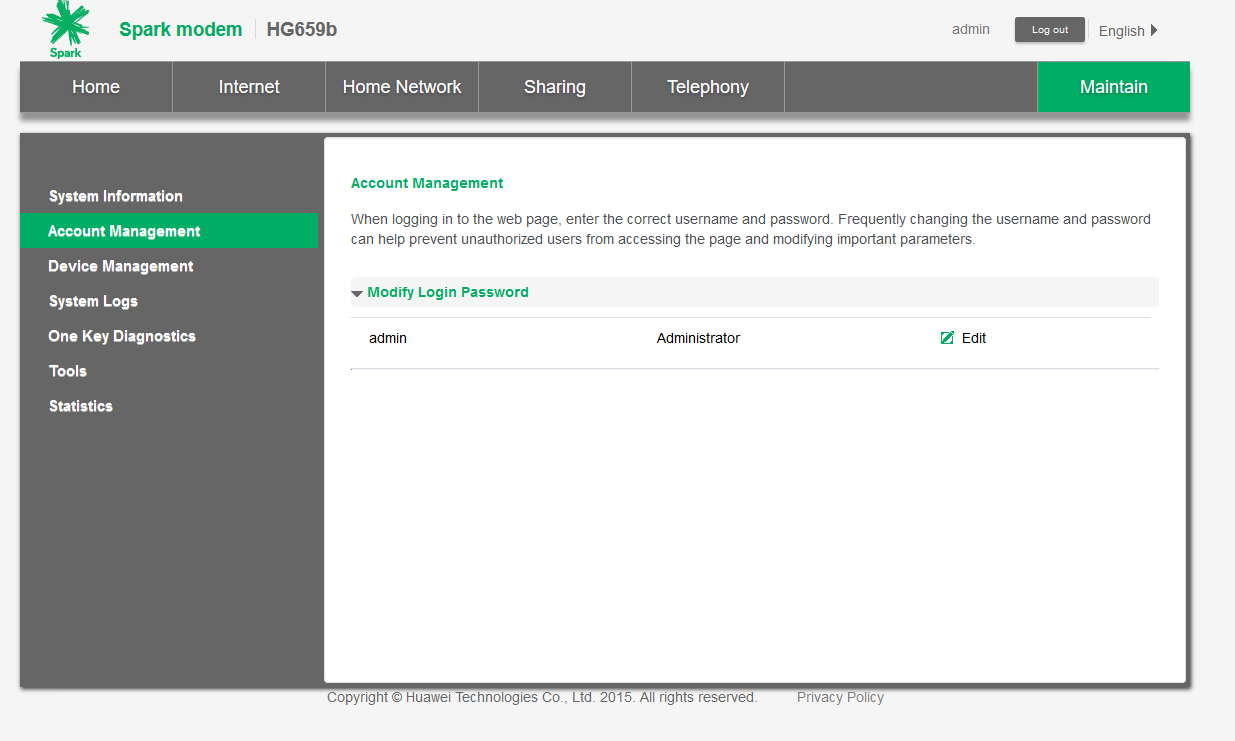 Spark
Spark modem HG659b
admin Log out English
Home Internet Home Network Sharing Telephony Maintain
System Information
Account Management
Device Management
System Logs
One Key Diagnostics
Tools
Statistics
Account Management
When logging in to the web page, enter the correct username and password. Frequently changing the username and password
can help prevent unauthorized users from accessing the page and modifying important parameters.
Modify Login Password
admin Administrator Edit
Copyright © Huawei Technologies Co., Ltd. 2015. All rights reserved. Privacy Policy